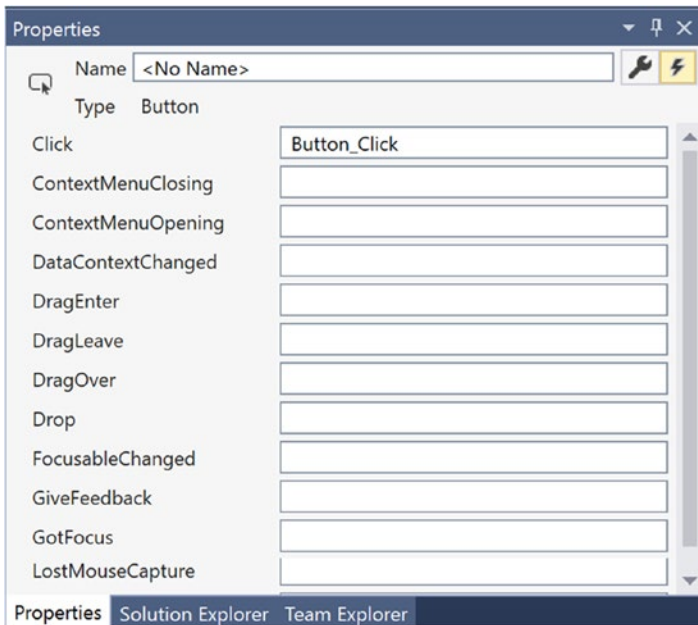 Properties
Name <No Name>
Type Button
Click Button_Click
ContextMenuClosing
ContextMenuOpening
DataContextChanged
DragEnter
DragLeave
DragOver
Drop
FocusableChanged
GiveFeedback
GotFocus
LostMouseCapture
Properties Solution Explorer Team Explorer